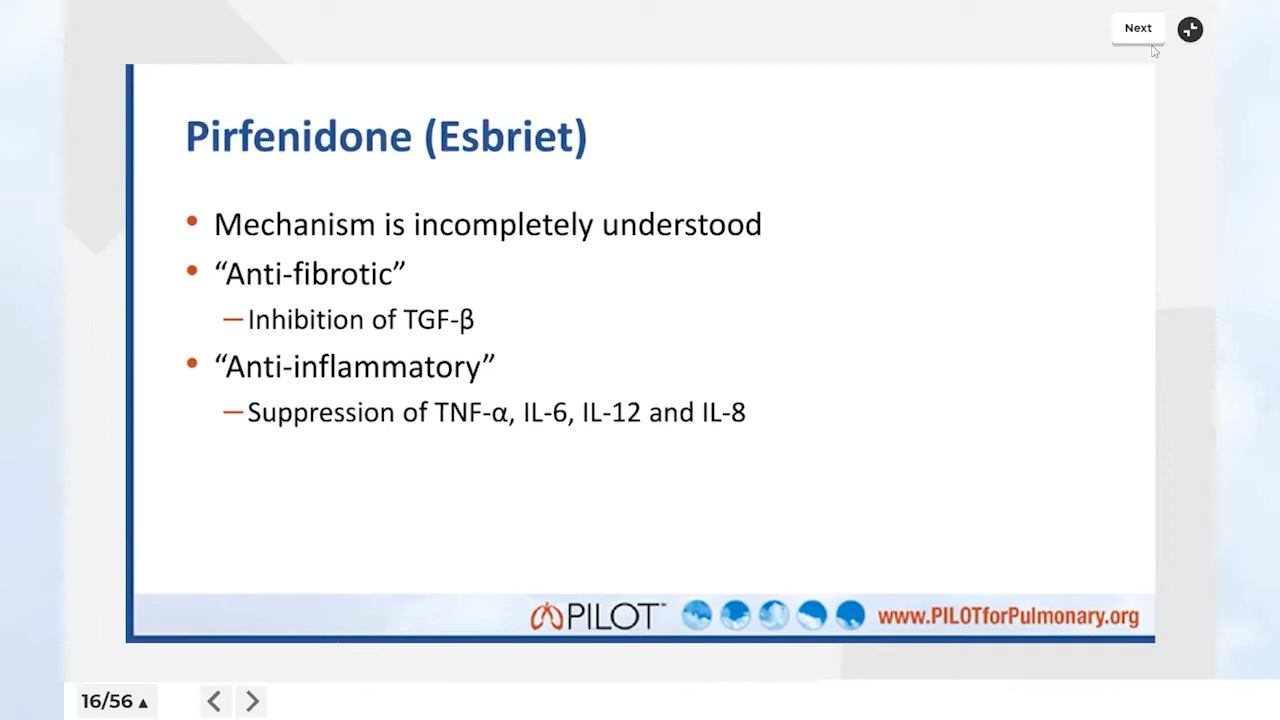 Next
Pirfenidone (Esbriet)
• Mechanism is incompletely understood
• “Anti-fibrotic”
—Inhibition of TGF-β
• “Anti-inflammatory”
—Suppression of TNF-α, IL-6, IL-12 and IL-8
PILOT™ www.PILOTforPulmonary.org
16/56 ▲